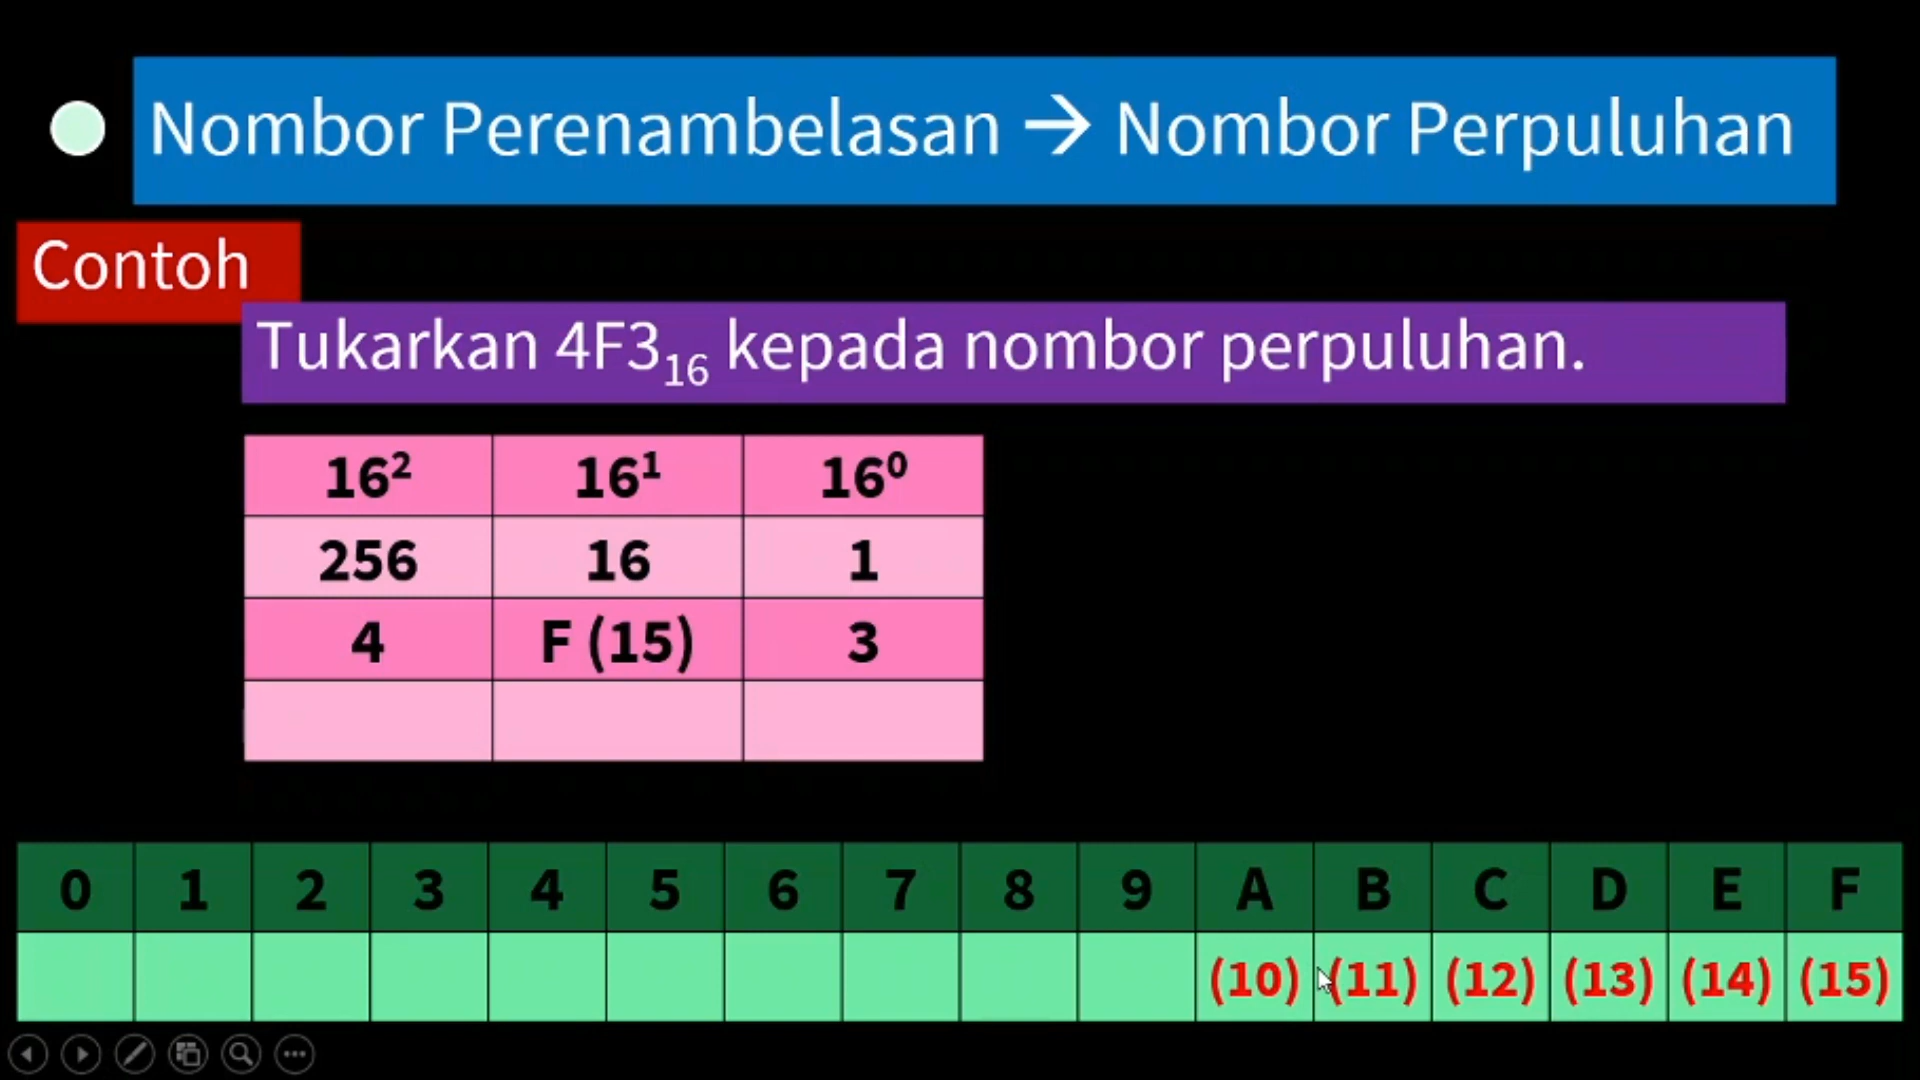 Nombor Perenambelasan → Nombor Perpuluhan
Contoh
Tukarkan 4F3₁₆ kepada nombor perpuluhan.
16² 16¹ 16⁰
256 16 1
4 F (15) 3
0 1 2 3 4 5 6 7 8 9 A B C D E F
(10) (11) (12) (13) (14) (15)